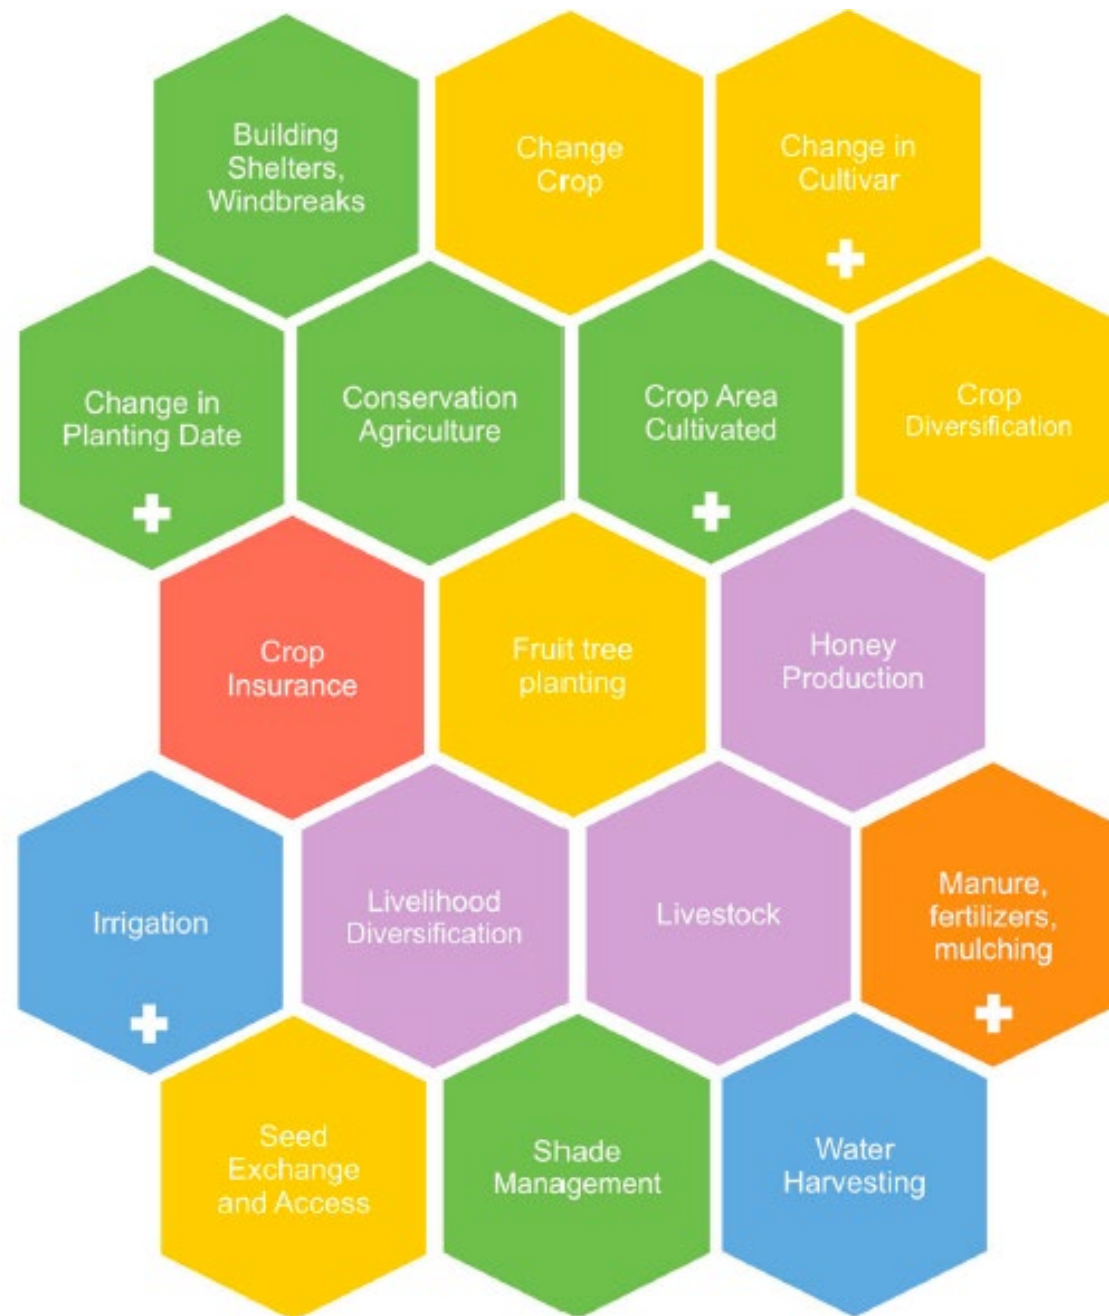 Building
Shelters,
Windbreaks
Change
Crop
Change in
Cultivar
Change in
Planting Date
Conservation
Agriculture
Crop Area
Cultivated
Crop
Diversification
Crop
Insurance
Fruit tree
planting
Honey
Production
Irrigation
Livelihood
Diversification
Livestock
Manure,
fertilizers,
mulching
Seed
Exchange
and Access
Shade
Management
Water
Harvesting